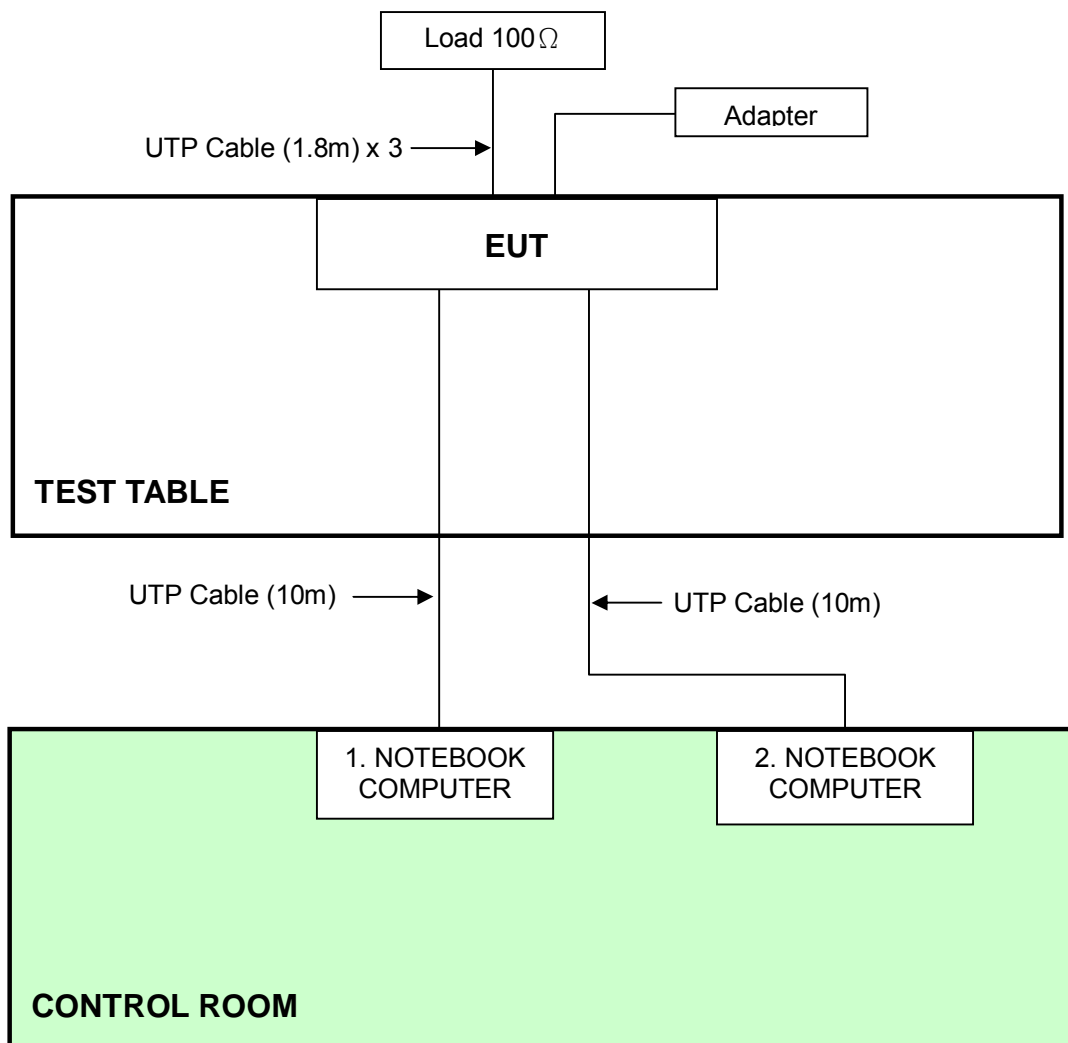 Load 100Ω
Adapter
UTP Cable (1.8m) x 3
EUT
TEST TABLE
UTP Cable (10m)
UTP Cable (10m)
1. NOTEBOOK
COMPUTER
2. NOTEBOOK
COMPUTER
CONTROL ROOM